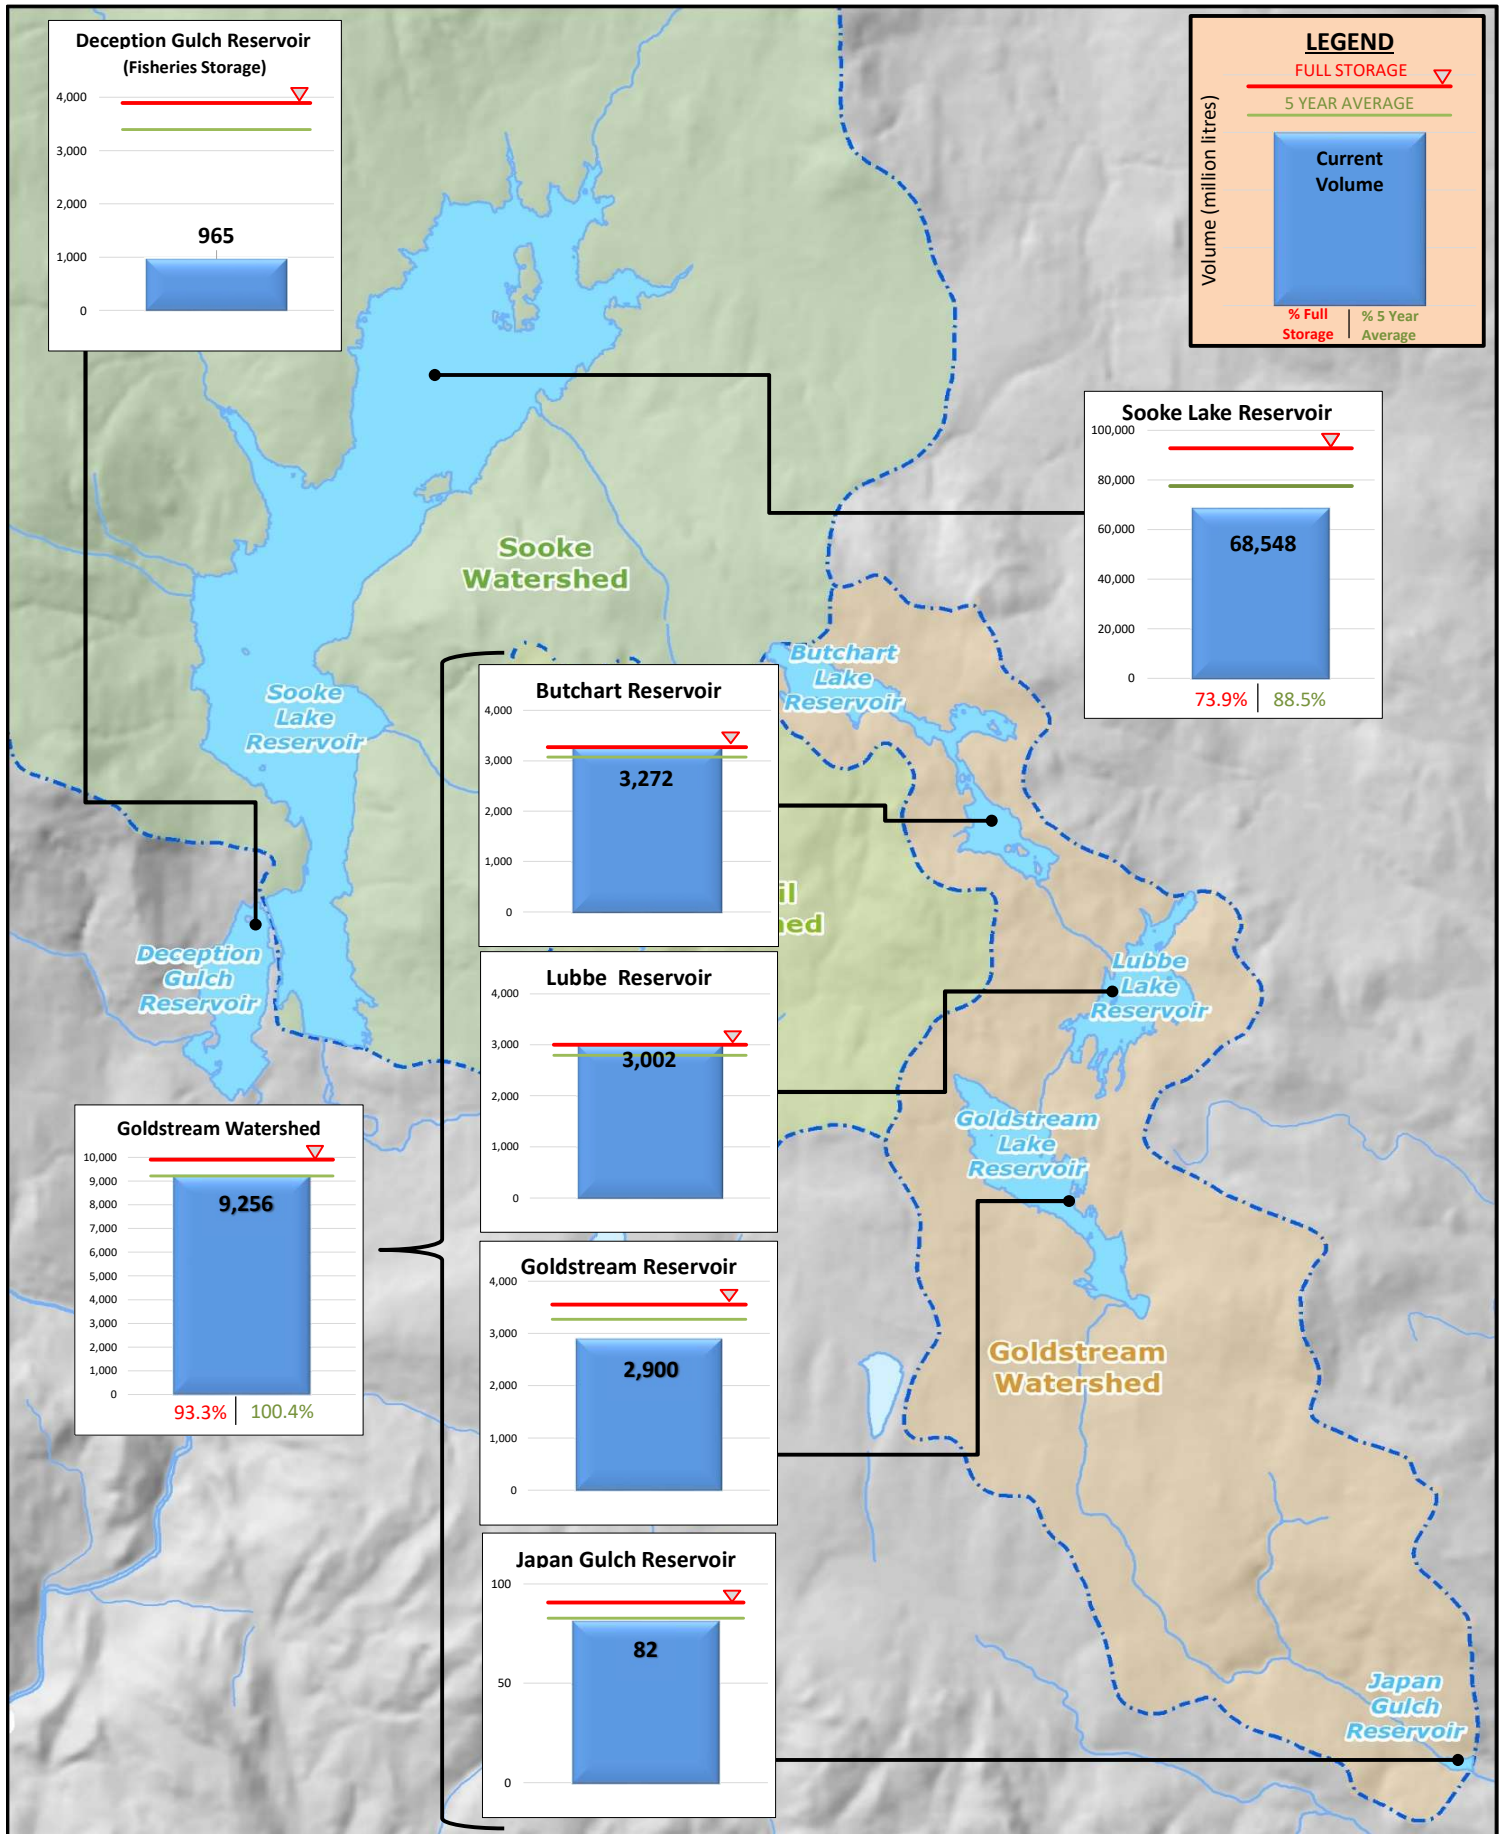 Deception Gulch Reservoir
(Fisheries Storage)
4,000
3,000
2,000
1,000
0
965
LEGEND
FULL STORAGE
5 YEAR AVERAGE
Current
Volume
Volume (million litres)
% Full
Storage
% 5 Year
Average
Sooke Lake Reservoir
100,000
80,000
60,000
40,000
20,000
0
68,548
73.9%
88.5%
Sooke
Watershed
Sooke
Lake
Reservoir
Butchart
Lake
Reservoir
Butchart Reservoir
4,000
3,000
2,000
1,000
0
3,272
il
ed
Deception
Gulch
Reservoir
Lubbe Reservoir
4,000
3,000
2,000
1,000
0
3,002
Lubbe
Lake
Reservoir
Goldstream
Lake
Reservoir
Goldstream Watershed
10,000
9,000
8,000
7,000
6,000
5,000
4,000
3,000
2,000
1,000
0
9,256
93.3%
100.4%
Goldstream Reservoir
4,000
3,000
2,000
1,000
0
2,900
Goldstream
Watershed
Japan Gulch Reservoir
100
50
0
82
Japan
Gulch
Reservoir